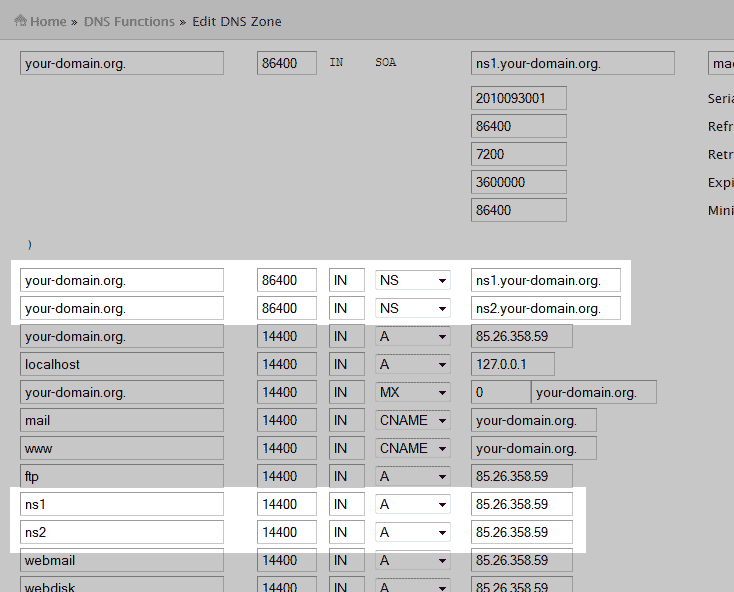 Home » DNS Functions » Edit DNS Zone
your-domain.org. 86400 IN SOA ns1.your-domain.org.
2010093001
86400
7200
3600000
86400
)
your-domain.org. 86400 IN NS ns1.your-domain.org.
your-domain.org. 86400 IN NS ns2.your-domain.org.
your-domain.org. 14400 IN A 85.26.358.59
localhost 14400 IN A 127.0.0.1
your-domain.org. 14400 IN MX 0 your-domain.org.
mail 14400 IN CNAME your-domain.org.
www 14400 IN CNAME your-domain.org.
ftp 14400 IN A 85.26.358.59
ns1 14400 IN A 85.26.358.59
ns2 14400 IN A 85.26.358.59
webmail 14400 IN A 85.26.358.59
webdisk 14400 IN A 85.26.358.59